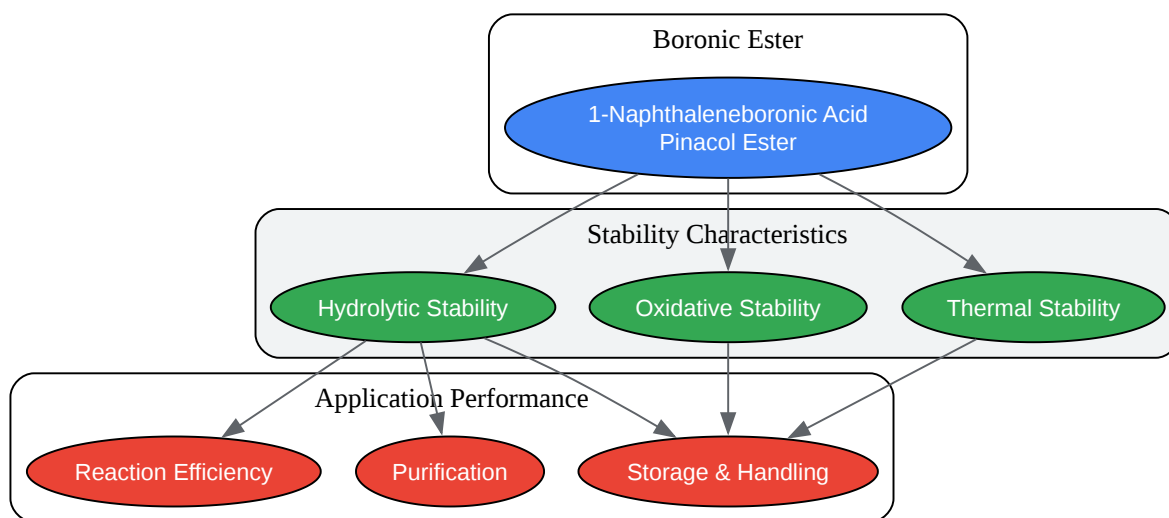 Boronic Ester
1-Naphthaleneboronic Acid
Pinacol Ester
Stability Characteristics
Hydrolytic Stability
Oxidative Stability
Thermal Stability
Application Performance
Reaction Efficiency
Purification
Storage & Handling